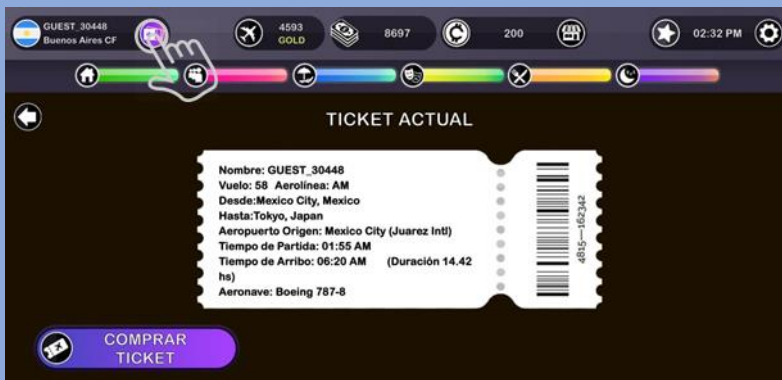 GUEST_30448
Buenos Aires CF
4593
GOLD
8697
200
02:32 PM
TICKET ACTUAL
Nombre: GUEST_30448
Vuelo: 58 Aerolínea: AM
Desde:Mexico City, Mexico
Hasta:Tokyo, Japan
Aeropuerto Origen: Mexico City (Juarez Intl)
Tiempo de Partida: 01:55 AM
Tiempo de Arribo: 06:20 AM (Duración 14.42
hs)
Aeronave: Boeing 787-8
4815—162342
COMPRAR
TICKET